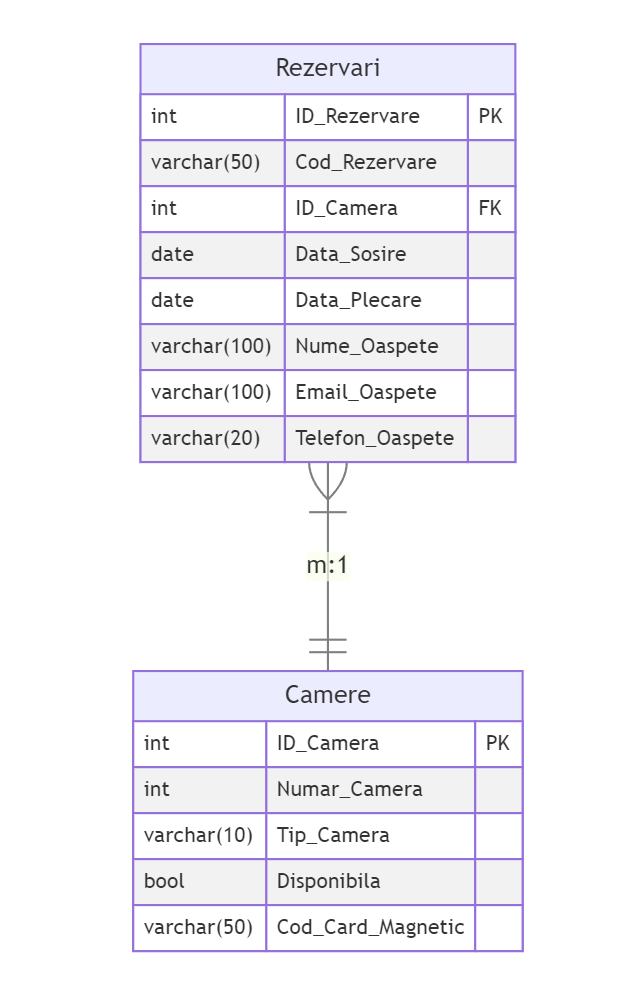 Rezervari
int ID_Rezervare PK
varchar(50) Cod_Rezervare
int ID_Camera FK
date Data_Sosire
date Data_Plecare
varchar(100) Nume_Oaspete
varchar(100) Email_Oaspete
varchar(20) Telefon_Oaspete
m:1
Camere
int ID_Camera PK
int Numar_Camera
varchar(10) Tip_Camera
bool Disponibila
varchar(50) Cod_Card_Magnetic